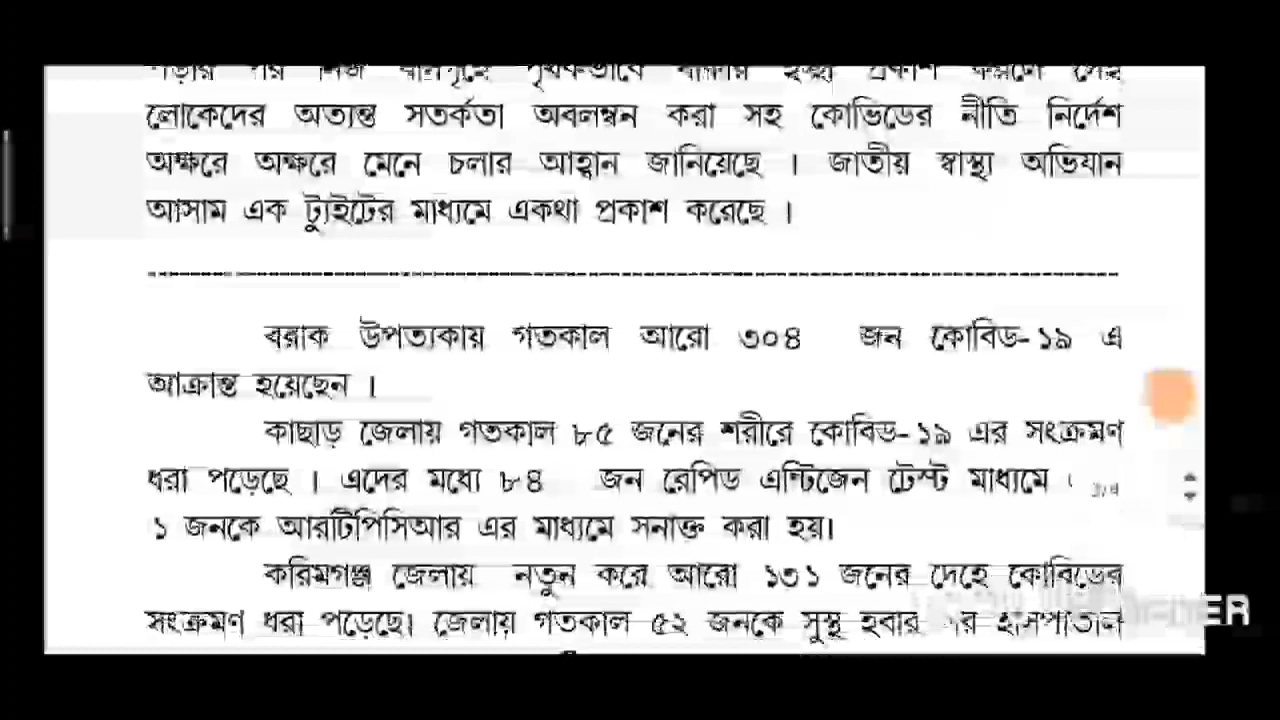 লোকেদের অত্যন্ত সতর্কতা অবলম্বন করা সহ কোভিডের নীতি নির্দেশ
অক্ষরে অক্ষরে মেনে চলার আহ্বান জানিয়েছে । জাতীয় স্বাস্থ্য অভিযান
আসাম এক ট্যুইটের মাধ্যমে একথা প্রকাশ করেছে ।
বরাক উপত্যকায় গতকাল আরো ৩০৪ জন কোবিড-১৯ এ
আক্রান্ত হয়েছেন ।
কাছাড় জেলায় গতকাল ৮৫ জনের শরীরে কোবিড-১৯ এর সংক্রমণ
ধরা পড়েছে । এদের মধ্যে ৮৪ জন রেপিড এন্টিজেন টেস্ট মাধ্যমে
১ জনকে আরটিপিসিআর এর মাধ্যমে সনাক্ত করা হয়।
করিমগঞ্জ জেলায় নতুন করে আরো ১৩১ জনের দেহে কোবিডের
সংক্রমণ ধরা পড়েছে। জেলায় গতকাল ৫২ জনকে সুস্থ হবার হাসপাতাল